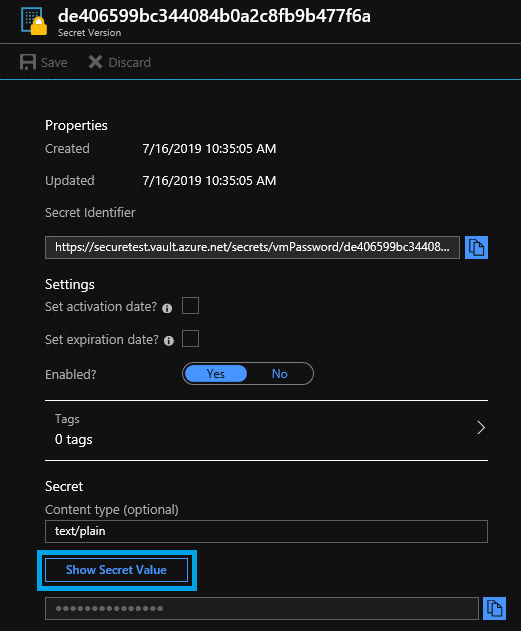 de406599bc344084b0a2c8fb9b477f6a
Secret Version
Save Discard
Properties
Created 7/16/2019 10:35:05 AM
Updated 7/16/2019 10:35:05 AM
Secret Identifier
https://securetest.vault.azure.net/secrets/vmPassword/de406599bc34408...
Settings
Set activation date?
Set expiration date?
Enabled? Yes No
Tags
0 tags
Secret
Content type (optional)
text/plain
Show Secret Value
●●●●●●●●●●●●●●●